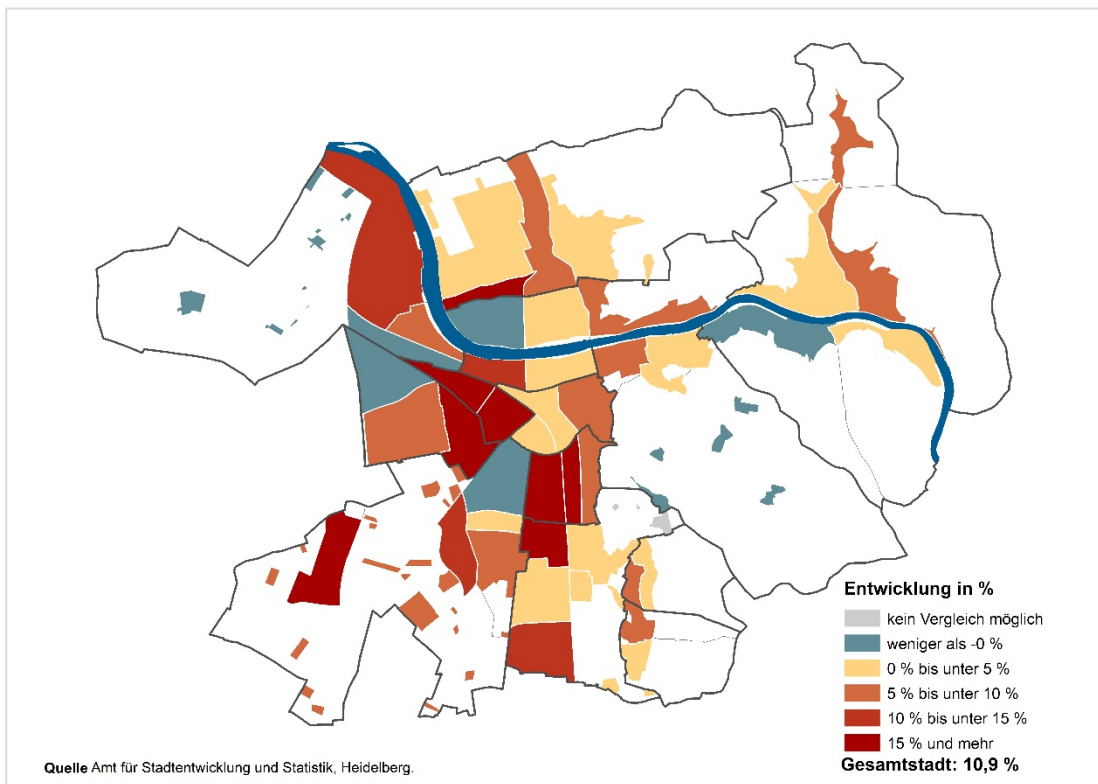 Entwicklung in %
kein Vergleich möglich
weniger als -0 %
0 % bis unter 5 %
5 % bis unter 10 %
10 % bis unter 15 %
15 % und mehr
Gesamtstadt: 10,9 %
Quelle Amt für Stadtentwicklung und Statistik, Heidelberg.